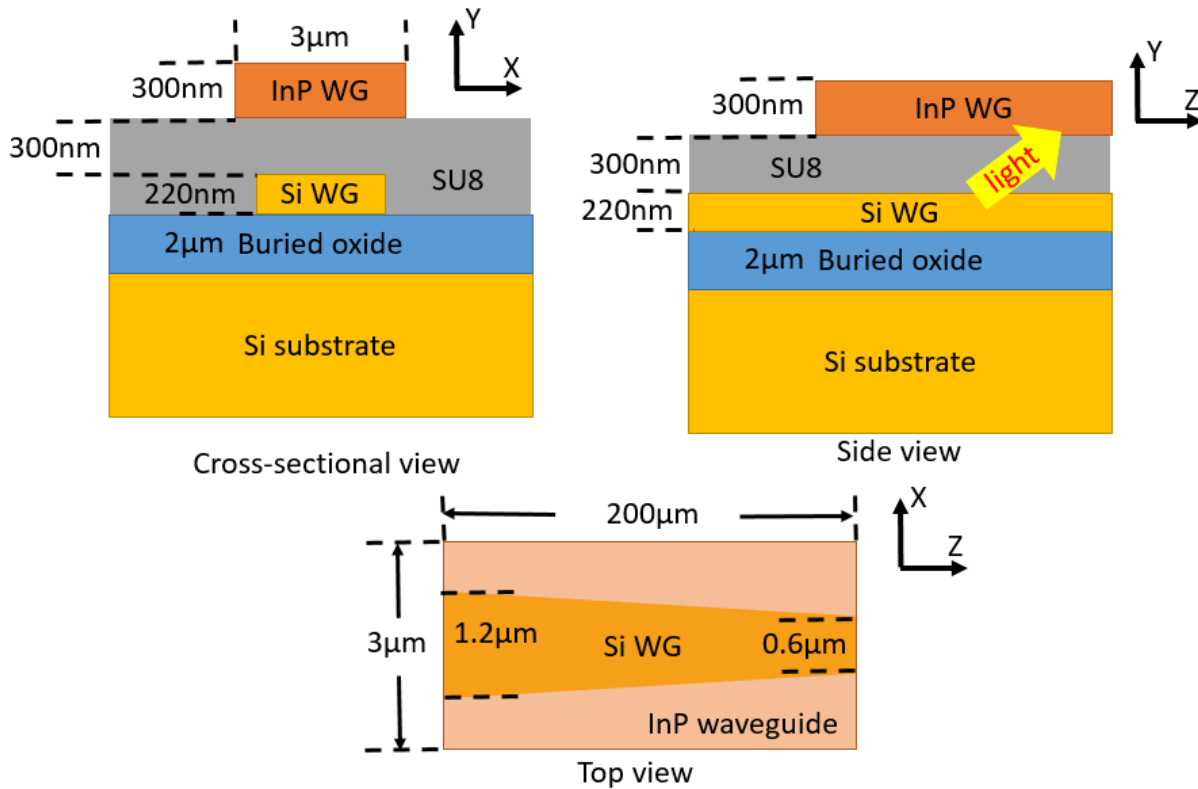 3μm
Y
X
300nm
InP WG
300nm
SU8
220nm
Si WG
2μm Buried oxide
Si substrate
Cross-sectional view
Y
Z
300nm
InP WG
300nm
SU8
light
220nm
Si WG
2μm Buried oxide
Si substrate
Side view
200μm
X
Z
3μm
1.2μm
Si WG
0.6μm
InP waveguide
Top view